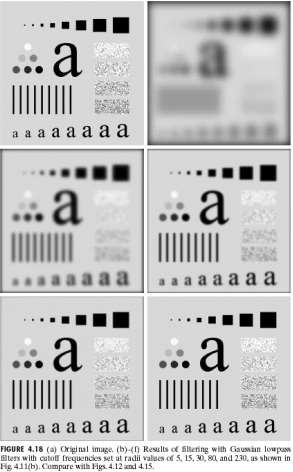 a
a a a a a a a a
a
a
a a a a a a a a
a
a a a a a a a a
a
a a a a a a a a
a
a a a a a a a a
FIGURE 4.18 (a) Original image. (b)–(f) Results of filtering with Gaussian lowpass
filters with cutoff frequencies set at radii values of 5, 15, 30, 80, and 230, as shown in
Fig. 4.11(b). Compare with Figs. 4.12 and 4.15.